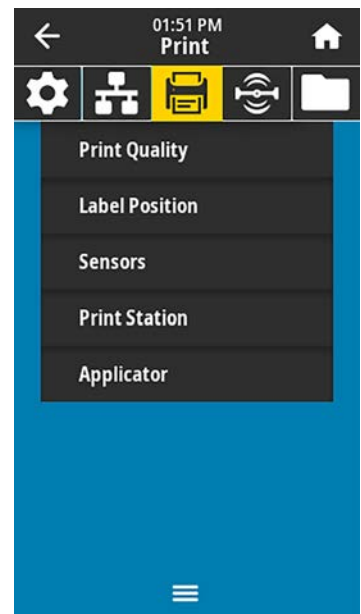 01:51 PM
Print
Print Quality
Label Position
Sensors
Print Station
Applicator